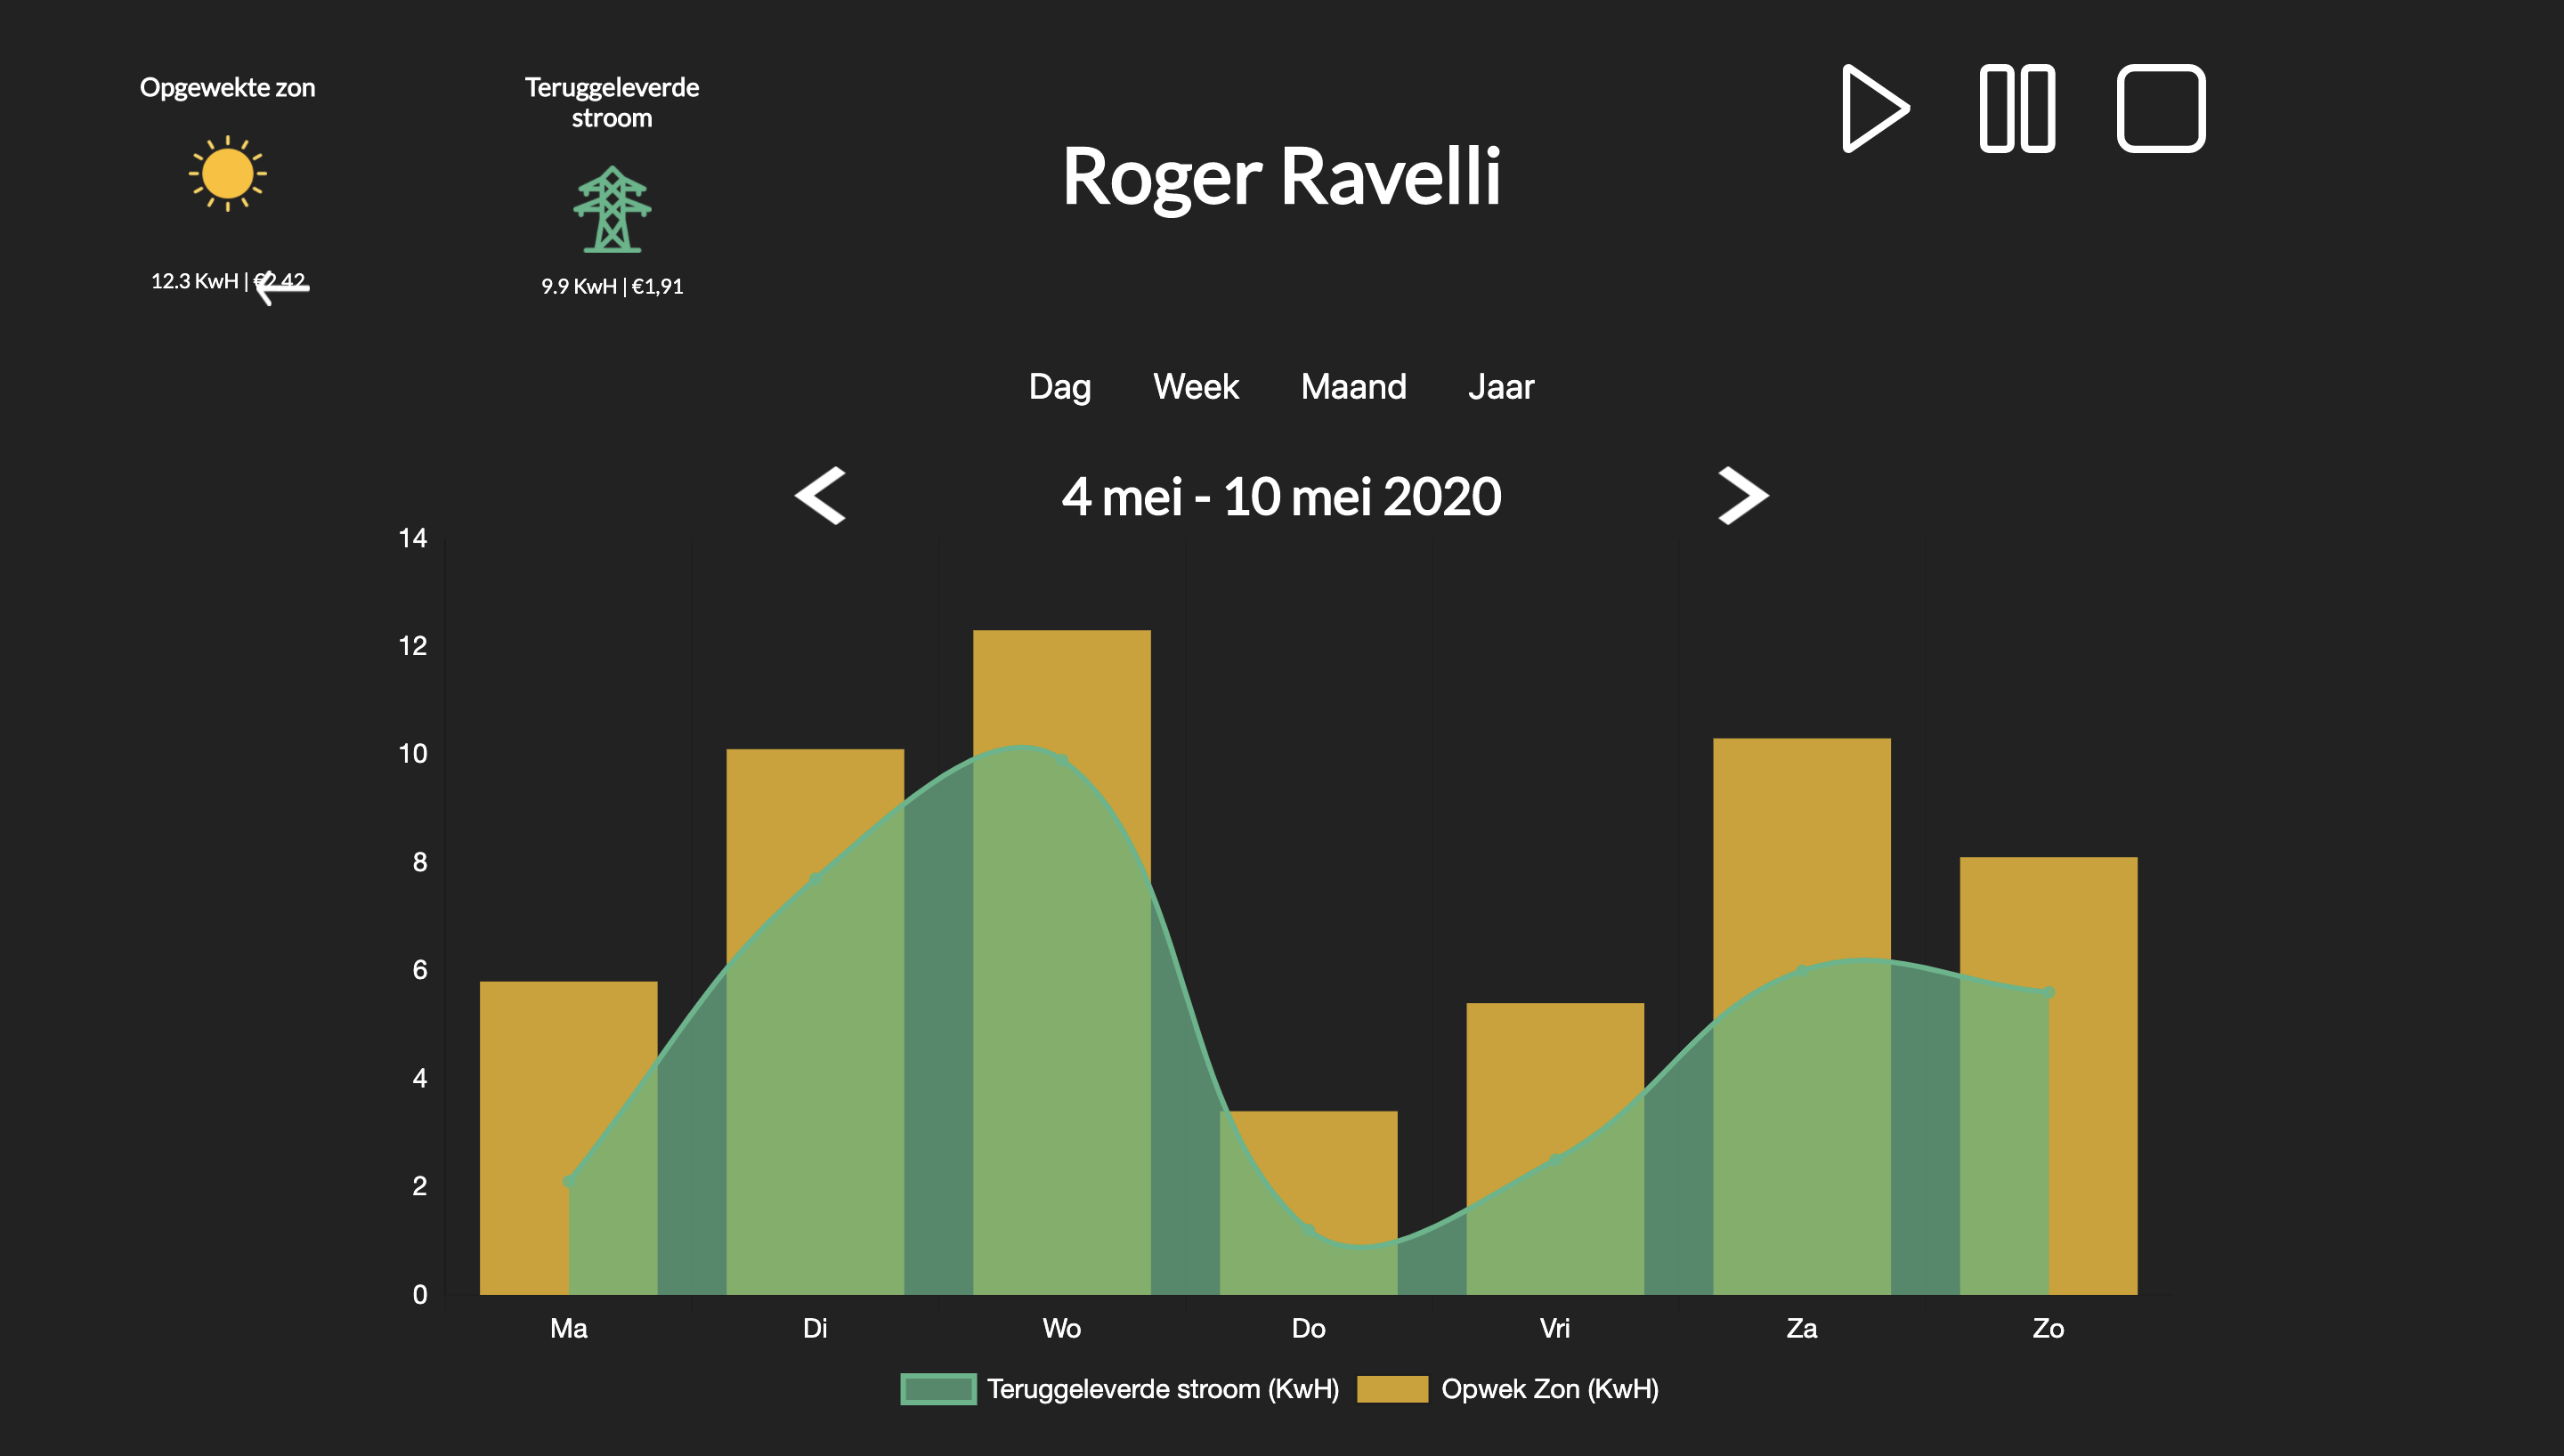 Opgewekte zon
12.3 KwH | €2,42
Teruggeleverde
stroom
9.9 KwH | €1,91
Roger Ravelli
Dag Week Maand Jaar
4 mei - 10 mei 2020
14
12
10
8
6
4
2
0
Ma Di Wo Do Vri Za Zo
Teruggeleverde stroom (KwH) Opwek Zon (KwH)